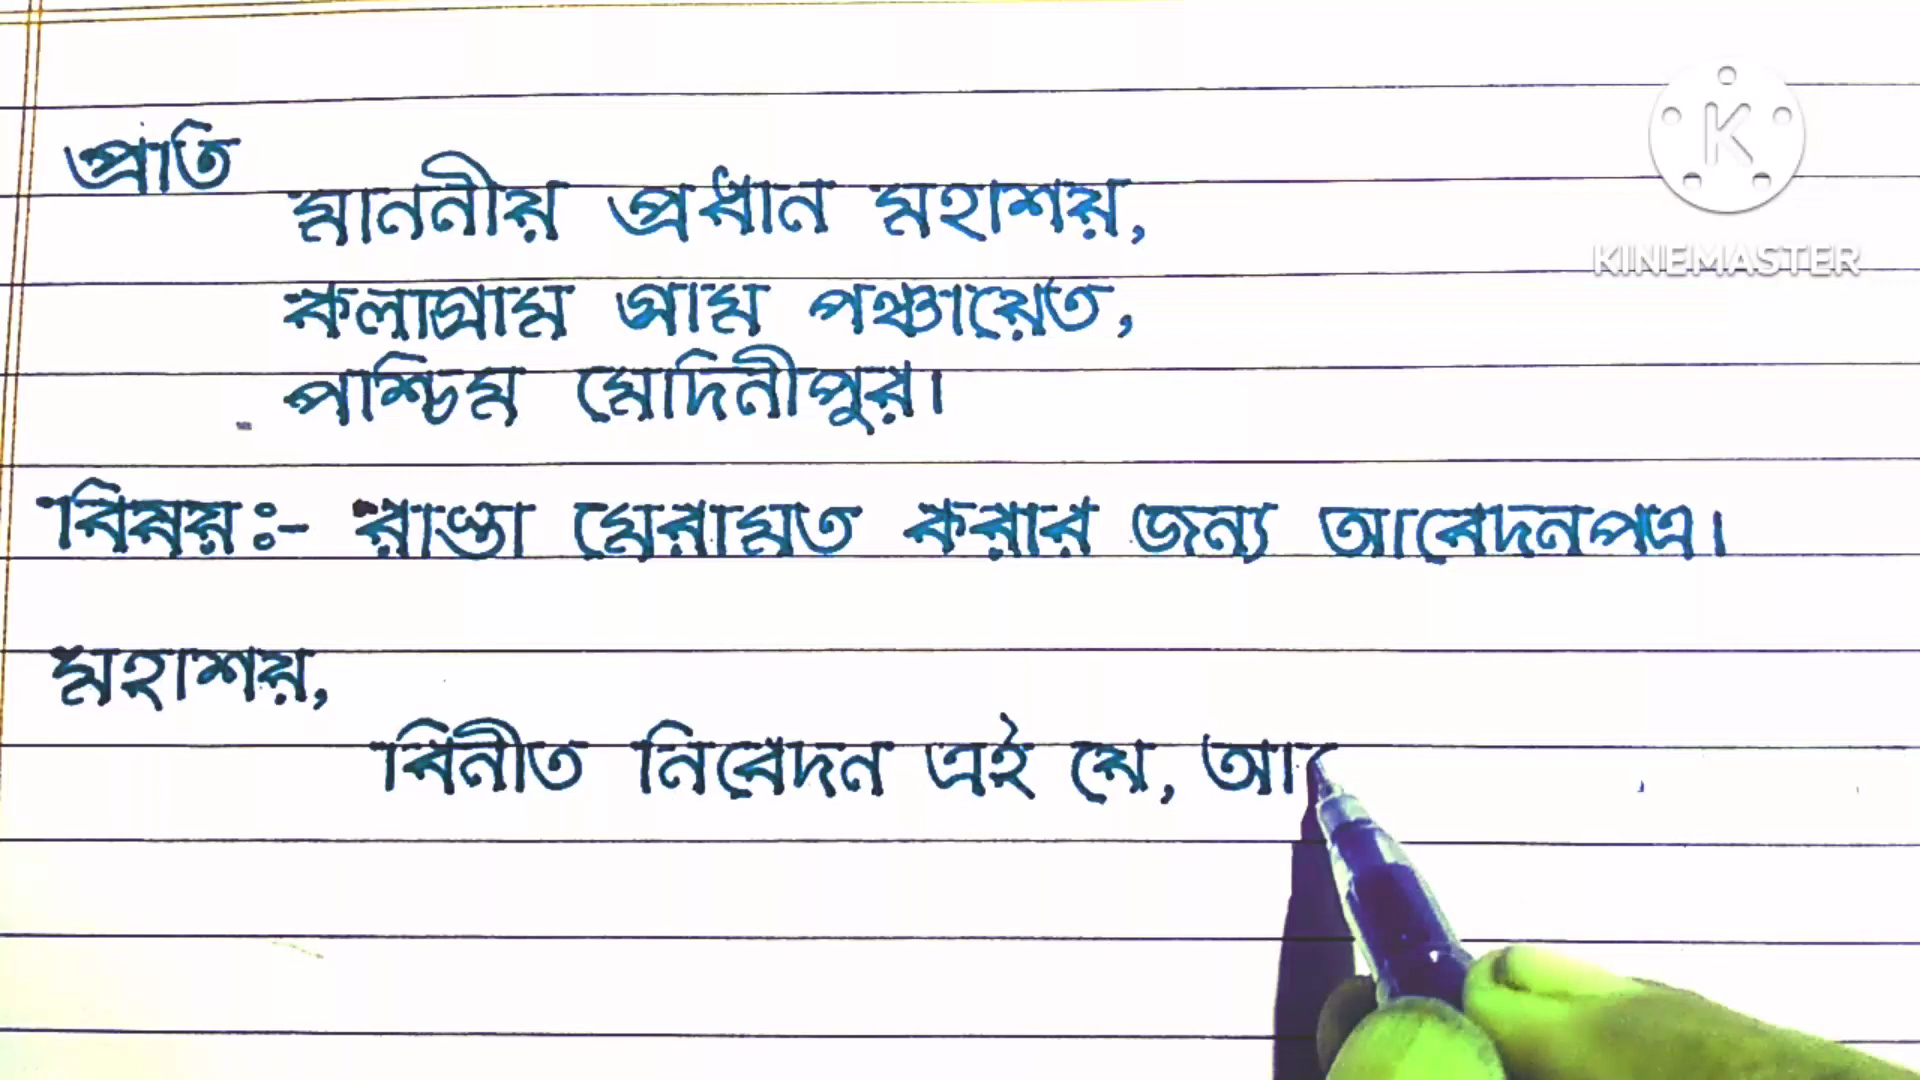 প্রতি
মাননীয় প্রধান মহাশয়,
কলাগ্রাম গ্রাম পঞ্চায়েত,
পশ্চিম মেদিনীপুর।
বিষয়ঃ- রাস্তা মেরামত করার জন্য আবেদনপত্র।
মহাশয়,
বিনীত নিবেদন এই যে, আ
K
KINEMASTER